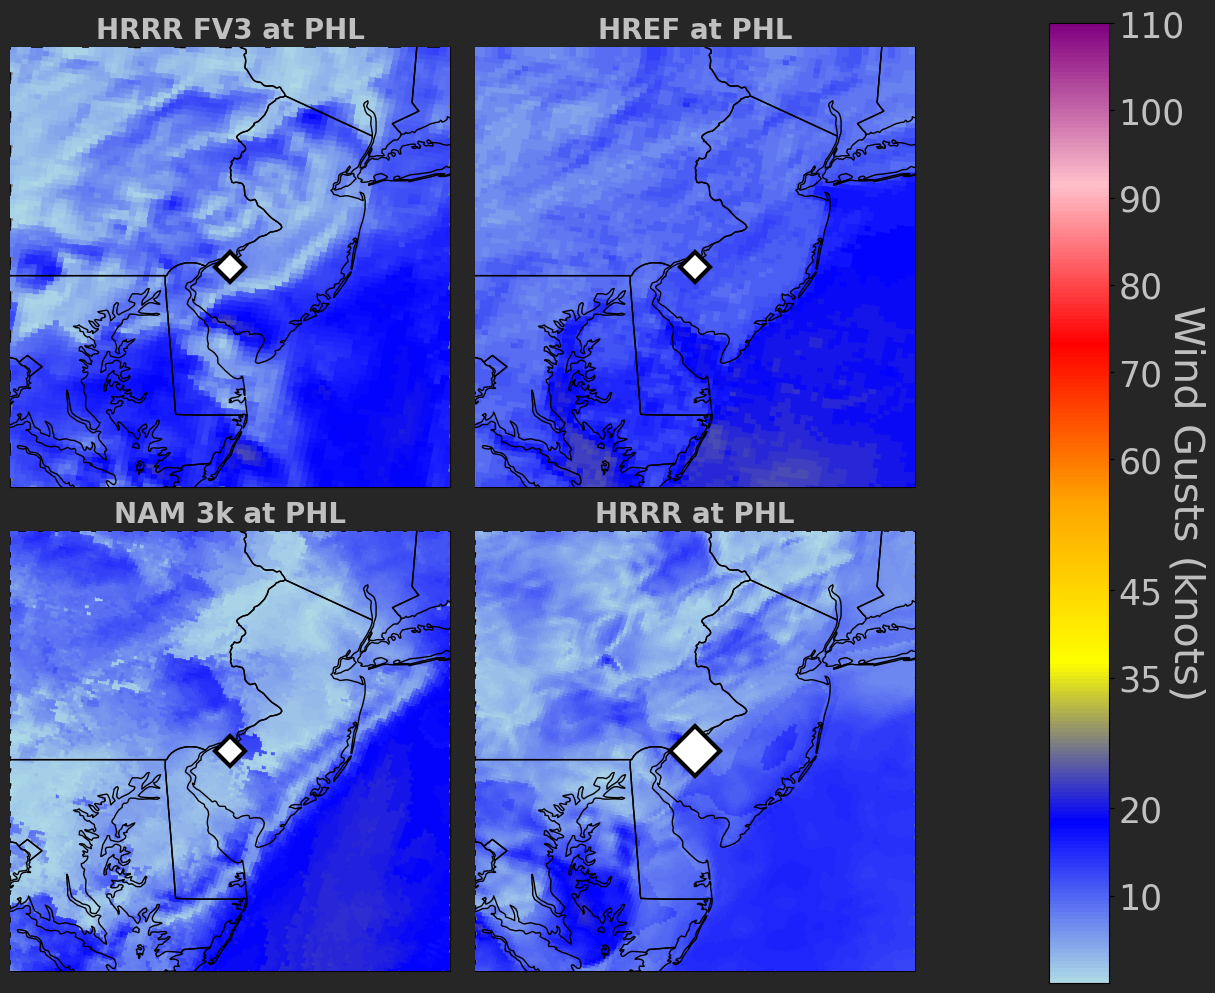 HRRR FV3 at PHL
HREF at PHL
NAM 3k at PHL
HRRR at PHL
110
100
90
80
70
60
45
35
20
10
Wind Gusts (knots)